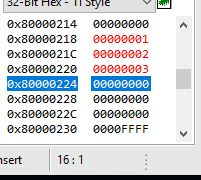 32-Bit Hex - TI Style
0x80000214 00000000
0x80000218 00000001
0x8000021C 00000002
0x80000220 00000003
0x80000224 00000000
0x80000228 00000000
0x8000022C 00000000
0x80000230 0000FFFF
nsert 16 : 1